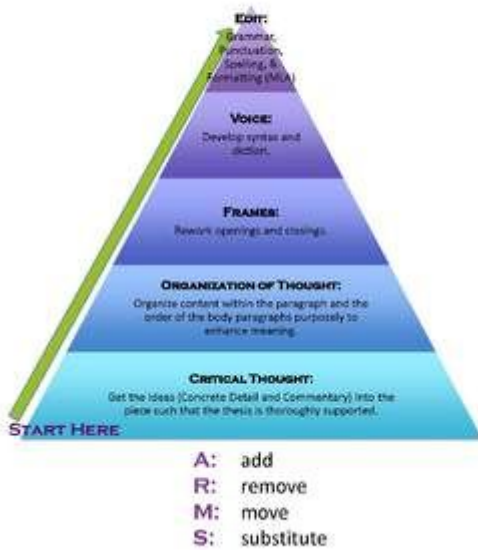 EDIT:
Grammar,
Punctuation,
Spelling, &
Formatting (MLA)
VOICE:
Develop syntax and
diction.
FRAMES:
Rework openings and closings.
ORGANIZATION OF THOUGHT:
Organize content within the paragraph and the
order of the body paragraphs purposely to
enhance meaning.
CRITICAL THOUGHT:
Get the Ideas (Concrete Detail and Commentary) into the
piece such that the thesis is thoroughly supported.
START HERE
A: add
R: remove
M: move
S: substitute